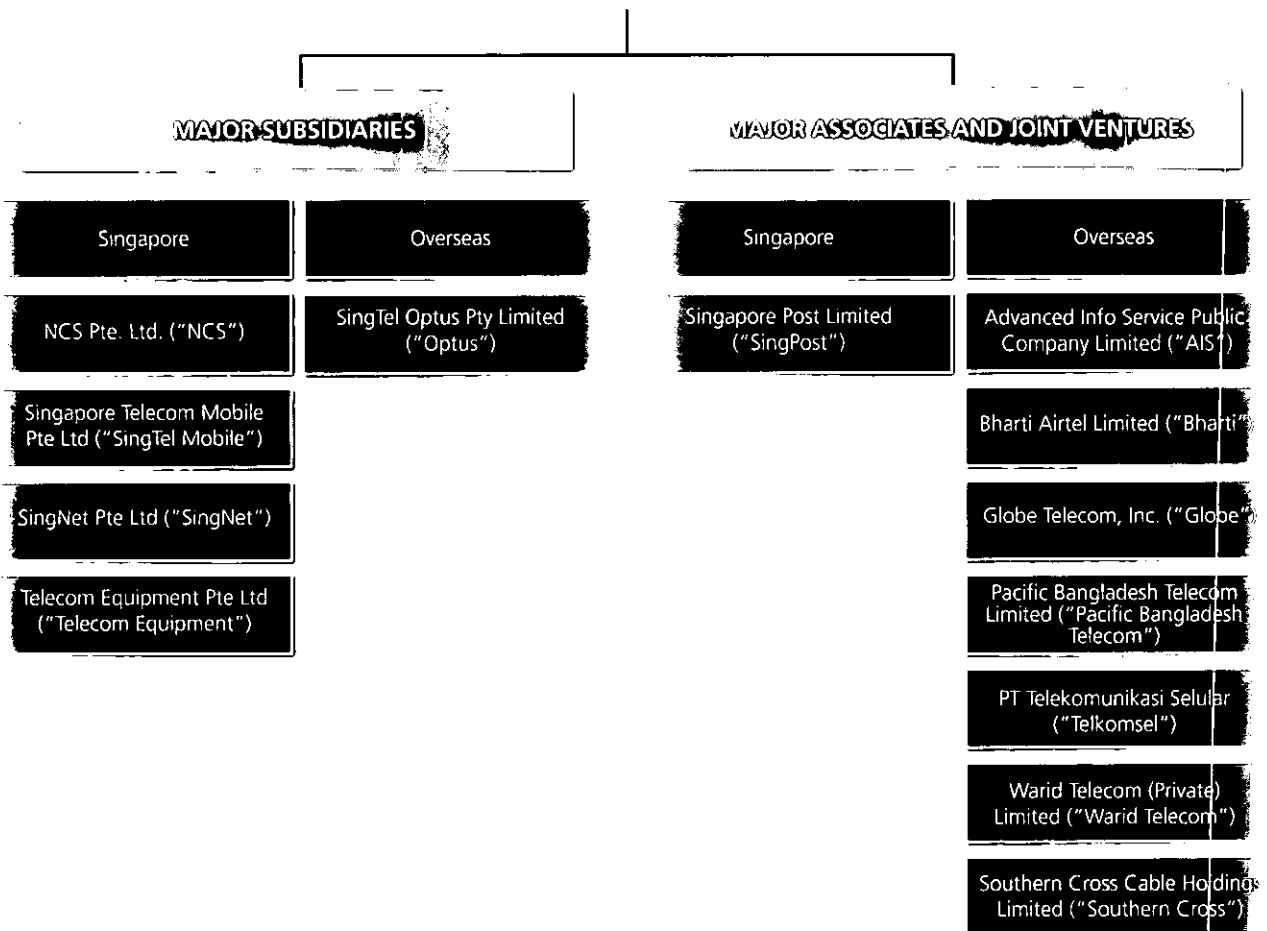 MAJOR SUBSIDIARIES
Singapore
Overseas
NCS Pte. Ltd. ("NCS")
SingTel Optus Pty Limited
("Optus")
Singapore Telecom Mobile
Pte Ltd ("SingTel Mobile")
SingNet Pte Ltd ("SingNet")
Telecom Equipment Pte Ltd
("Telecom Equipment")
MAJOR ASSOCIATES AND JOINT VENTURES
Singapore
Overseas
Singapore Post Limited
("SingPost")
Advanced Info Service Public
Company Limited ("AIS")
Bharti Airtel Limited ("Bharti")
Globe Telecom, Inc. ("Globe")
Pacific Bangladesh Telecom
Limited ("Pacific Bangladesh
Telecom")
PT Telekomunikasi Selular
("Telkomsel")
Warid Telecom (Private)
Limited ("Warid Telecom")
Southern Cross Cable Holdings
Limited ("Southern Cross")